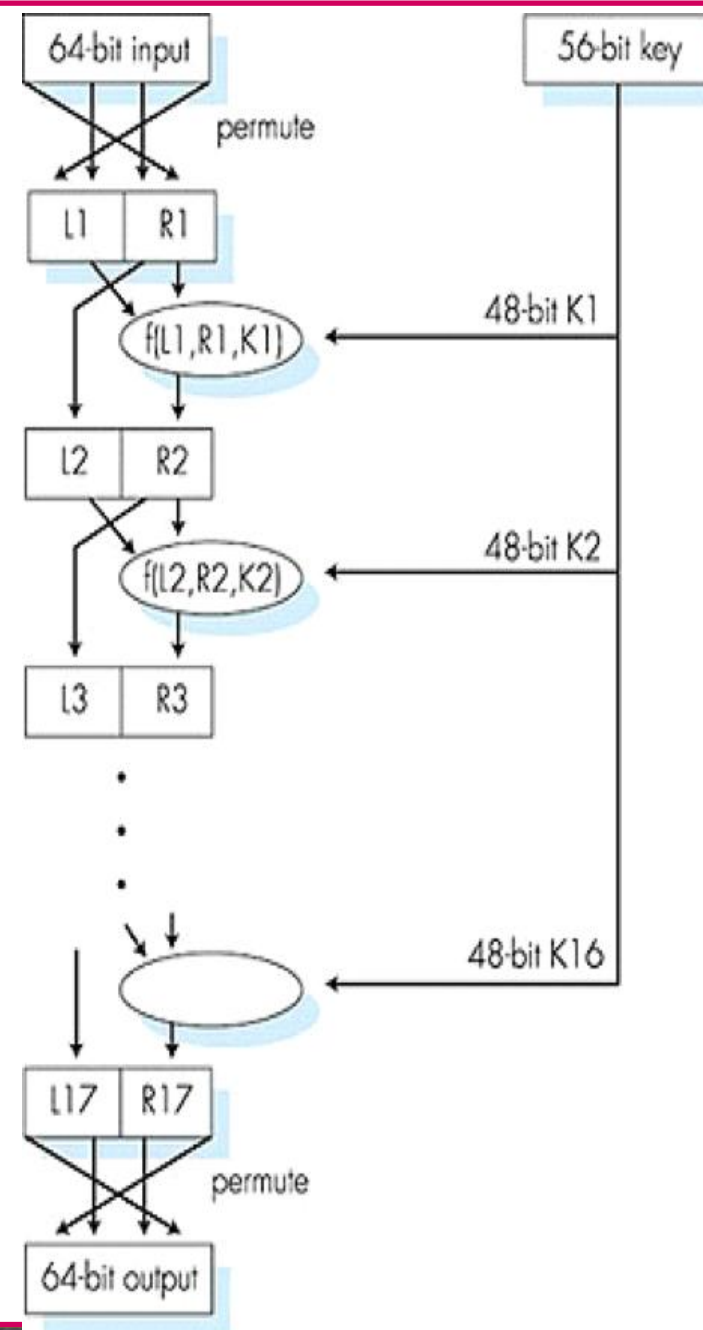 64-bit input
56-bit key
permute
L1 R1
48-bit K1
f(L1,R1,K1)
L2 R2
48-bit K2
f(L2,R2,K2)
L3 R3
48-bit K16
L17 R17
permute
64-bit output